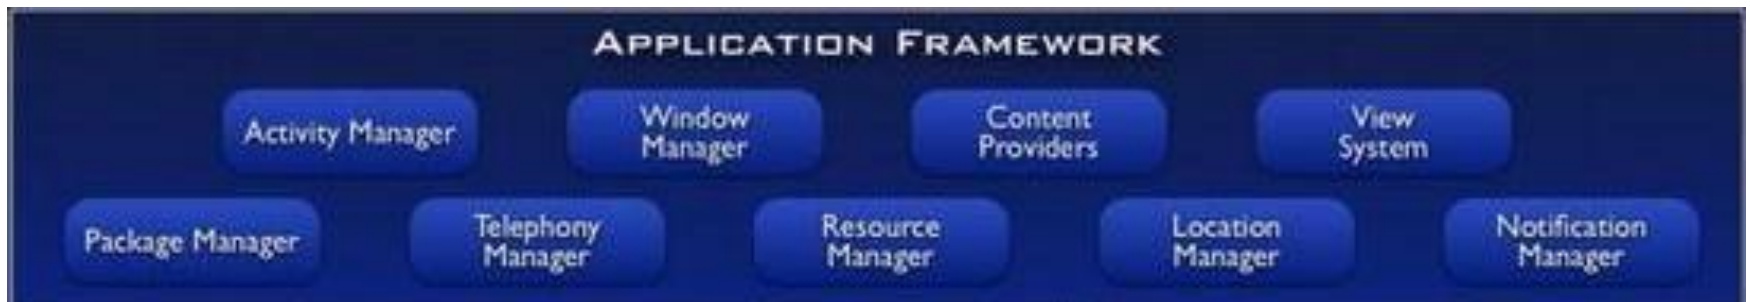 APPLICATION FRAMEWORK
Activity Manager
Window
Manager
Content
Providers
View
System
Package Manager
Telephony
Manager
Resource
Manager
Location
Manager
Notification
Manager